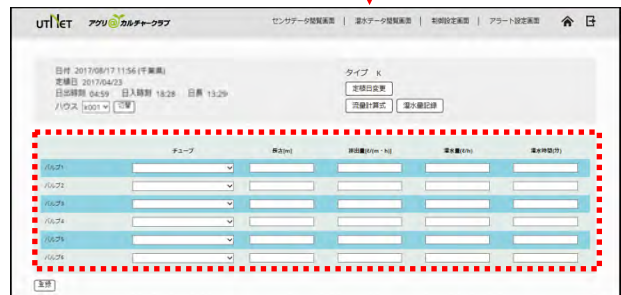 UTINET アグリ@カルチャークラブ センサデータ閲覧画面 | 灌水データ閲覧画面 | 制御設定画面 | アラート設定画面
日付 2017/08/17 11:56 (千葉県)
定植日 2017/04/23
日出時刻 04:59 日入時刻 18:28 日長 13:29
ハウス k001 切替
タイプ K
定植日変更
流量計算式 灌水量記録
チューブ 長さ[m] 吐出量[ℓ/(m・h)] 灌水量(ℓ/h) 灌水時間(分)
バルブ1
バルブ2
バルブ3
バルブ4
バルブ5
バルブ6
登録